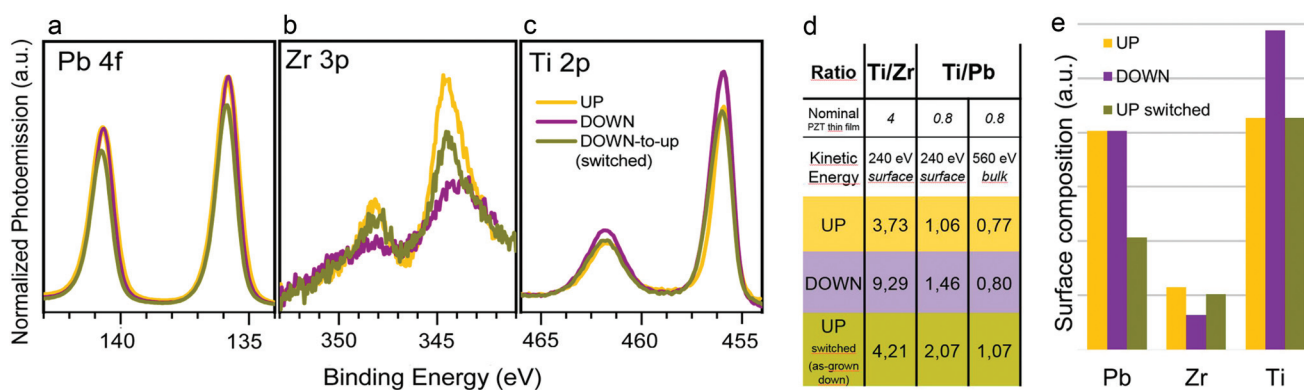 a
Pb 4f
b
Zr 3p
c
Ti 2p
UP
DOWN
DOWN-to-up
(switched)
Normalized Photoemission (a.u.)
140
135
350
345
465
460
455
Binding Energy (eV)
d
Ratio Ti/Zr Ti/Pb
Nominal 4 0.8 0.8
PZT thin film
Kinetic 240 eV 240 eV 560 eV
Energy surface surface bulk
UP 3,73 1,06 0,77
DOWN 9,29 1,46 0,80
UP
switched 4,21 2,07 1,07
(as-grown
down)
e
UP
DOWN
UP switched
Surface composition (a.u.)
Pb Zr Ti